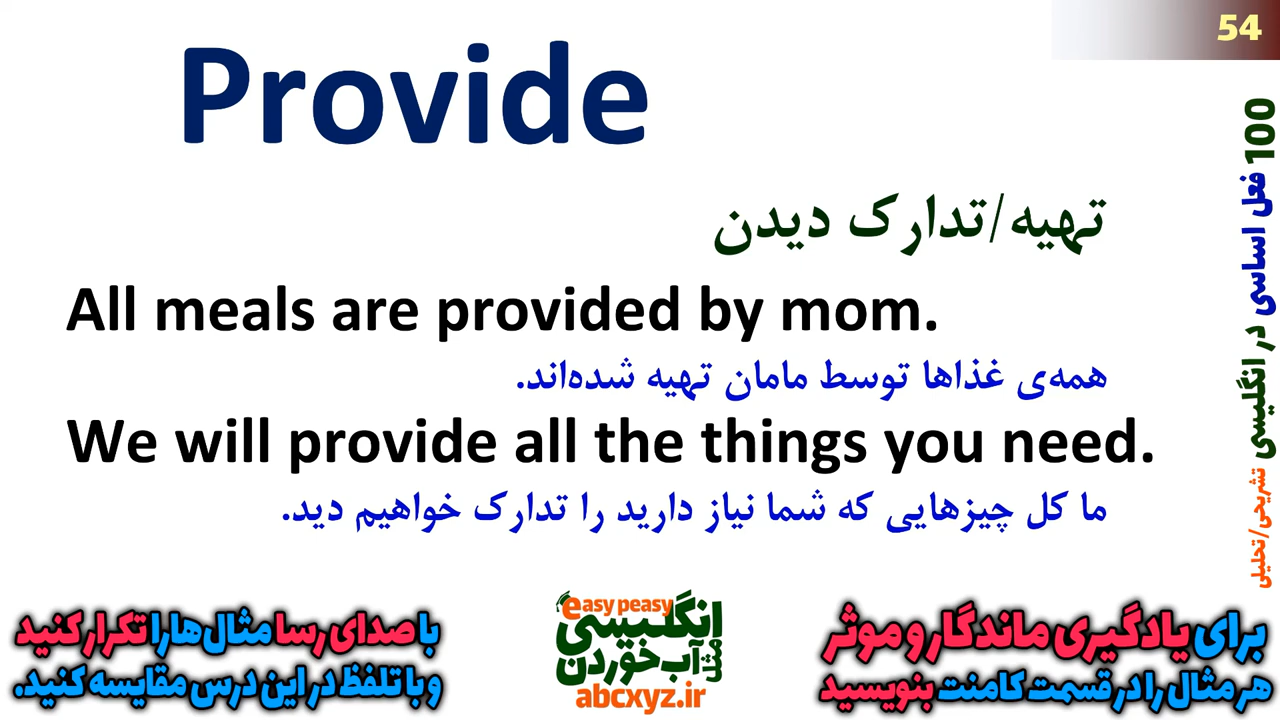 54
Provide
تهیه/تدارک دیدن
All meals are provided by mom.
همه‌ی غذاها توسط مامان تهیه شده‌اند.
We will provide all the things you need.
ما کل چیزهایی که شما نیاز دارید را تدارک خواهیم دید.
100 فعل اساسی در انگلیسی تشریحی/تحلیلی
برای یادگیری ماندگار و موثر
هر مثال را در قسمت کامنت بنویسید
easy peasy
انگلیسی
مثل آب خوردن
abcxyz.ir
با صدای رسا مثال‌ها را تکرار کنید
و با تلفظ در این درس مقایسه کنید.